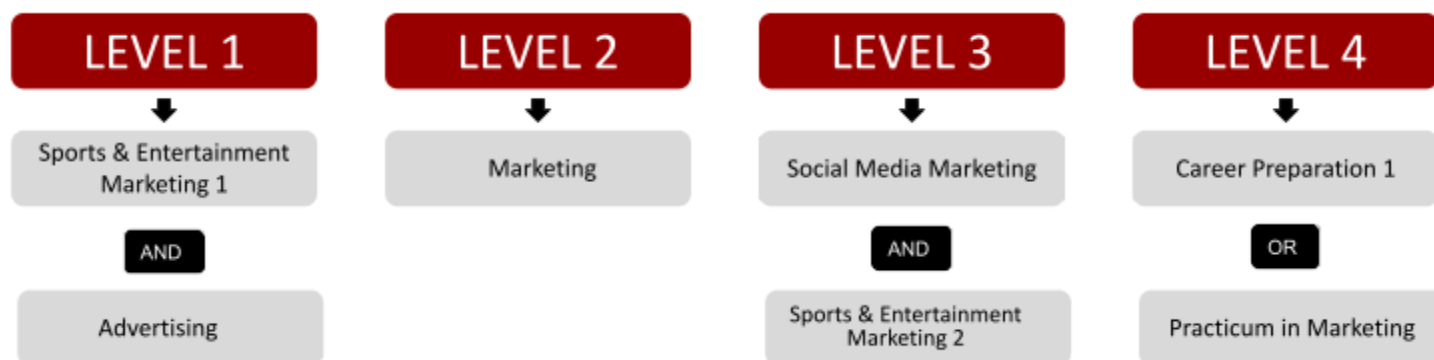 LEVEL 1
LEVEL 2
LEVEL 3
LEVEL 4
Sports & Entertainment
Marketing 1
Marketing
Social Media Marketing
Career Preparation 1
AND
AND
OR
Advertising
Sports & Entertainment
Marketing 2
Practicum in Marketing